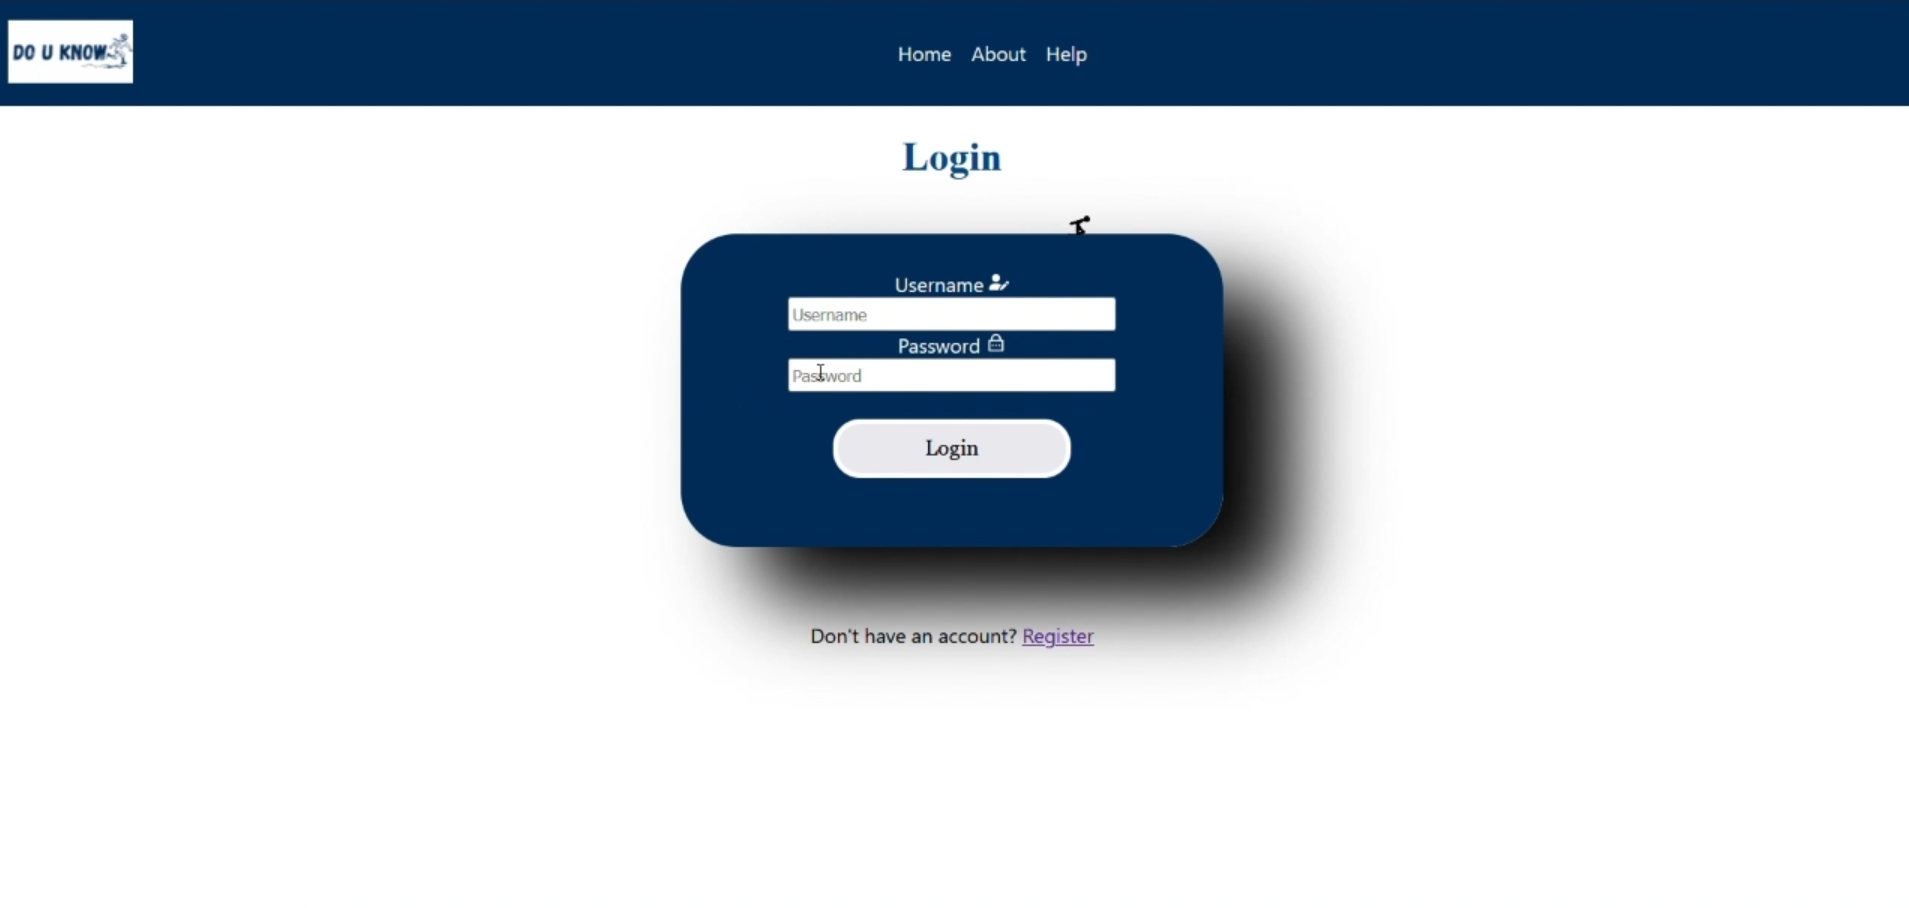 DO U KNOW
Home About Help
Login
Username
Username
Password
Password
Login
Don't have an account? Register